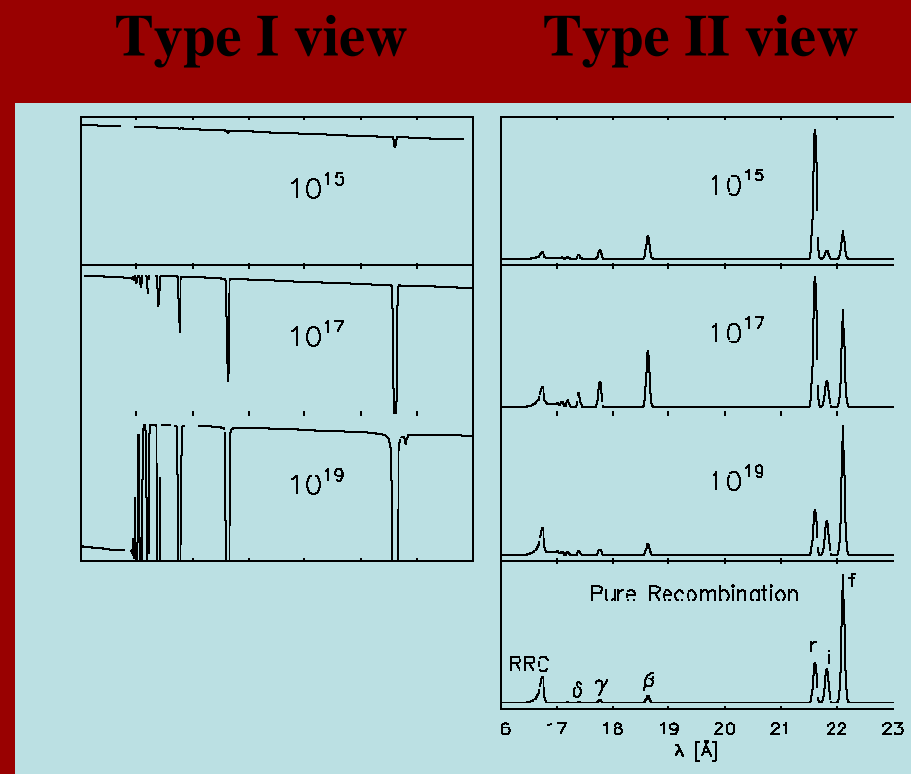 Type I view
Type II view
10^15
10^17
10^19
10^15
10^17
10^19
Pure Recombination
RRC δ γ β r i f
6 17 18 19 20 21 22 23
λ [Å]